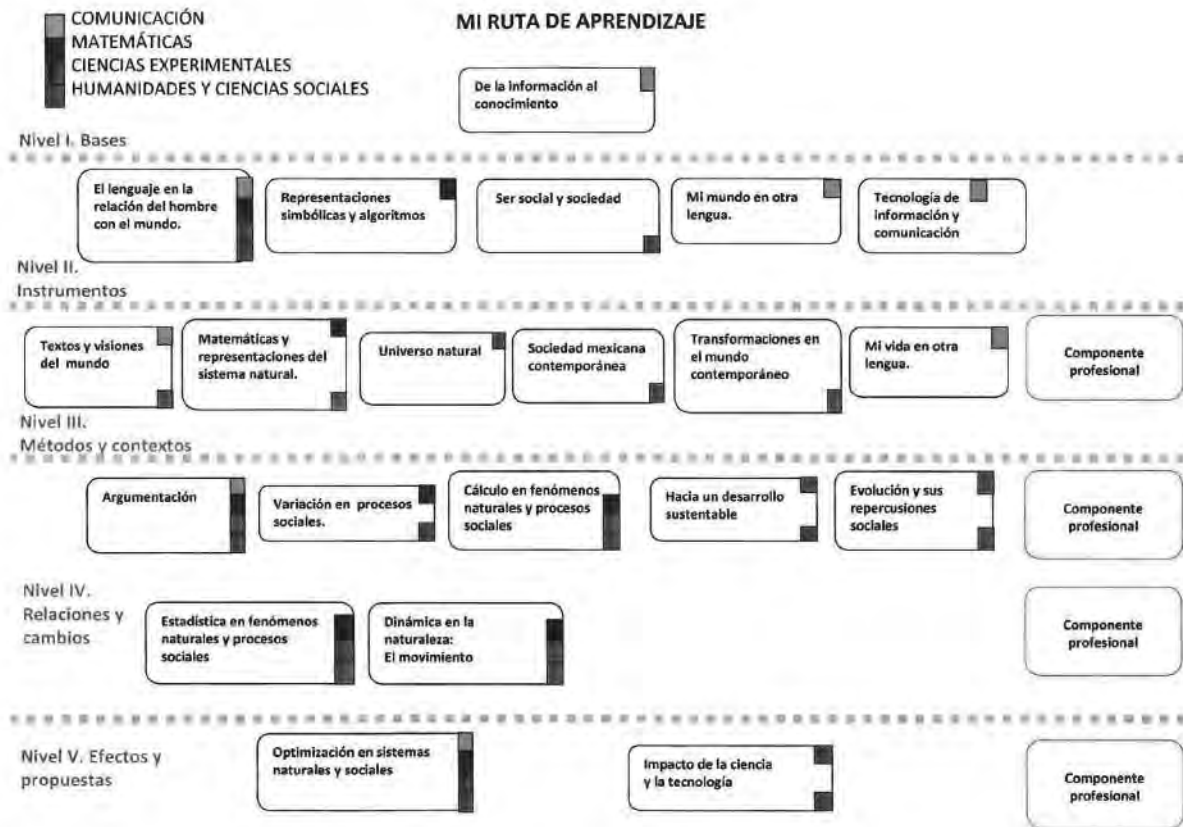 COMUNICACIÓN
MATEMÁTICAS
CIENCIAS EXPERIMENTALES
HUMANIDADES Y CIENCIAS SOCIALES
MI RUTA DE APRENDIZAJE
De la información al
conocimiento
Nivel I. Bases
El lenguaje en la
relación del hombre
con el mundo.
Representaciones
simbólicas y algoritmos
Ser social y sociedad
Mi mundo en otra
lengua.
Tecnología de
información y
comunicación
Nivel II.
Instrumentos
Textos y visiones
del mundo
Matemáticas y
representaciones del
sistema natural.
Universo natural
Sociedad mexicana
contemporánea
Transformaciones en
el mundo
contemporáneo
Mi vida en otra
lengua.
Componente
profesional
Nivel III.
Métodos y contextos
Argumentación
Variación en procesos
sociales.
Cálculo en fenómenos
naturales y procesos
sociales
Hacia un desarrollo
sustentable
Evolución y sus
repercusiones
sociales
Componente
profesional
Nivel IV.
Relaciones y
cambios
Estadística en fenómenos
naturales y procesos
sociales
Dinámica en la
naturaleza:
El movimiento
Componente
profesional
Nivel V. Efectos y
propuestas
Optimización en sistemas
naturales y sociales
Impacto de la ciencia
y la tecnología
Componente
profesional